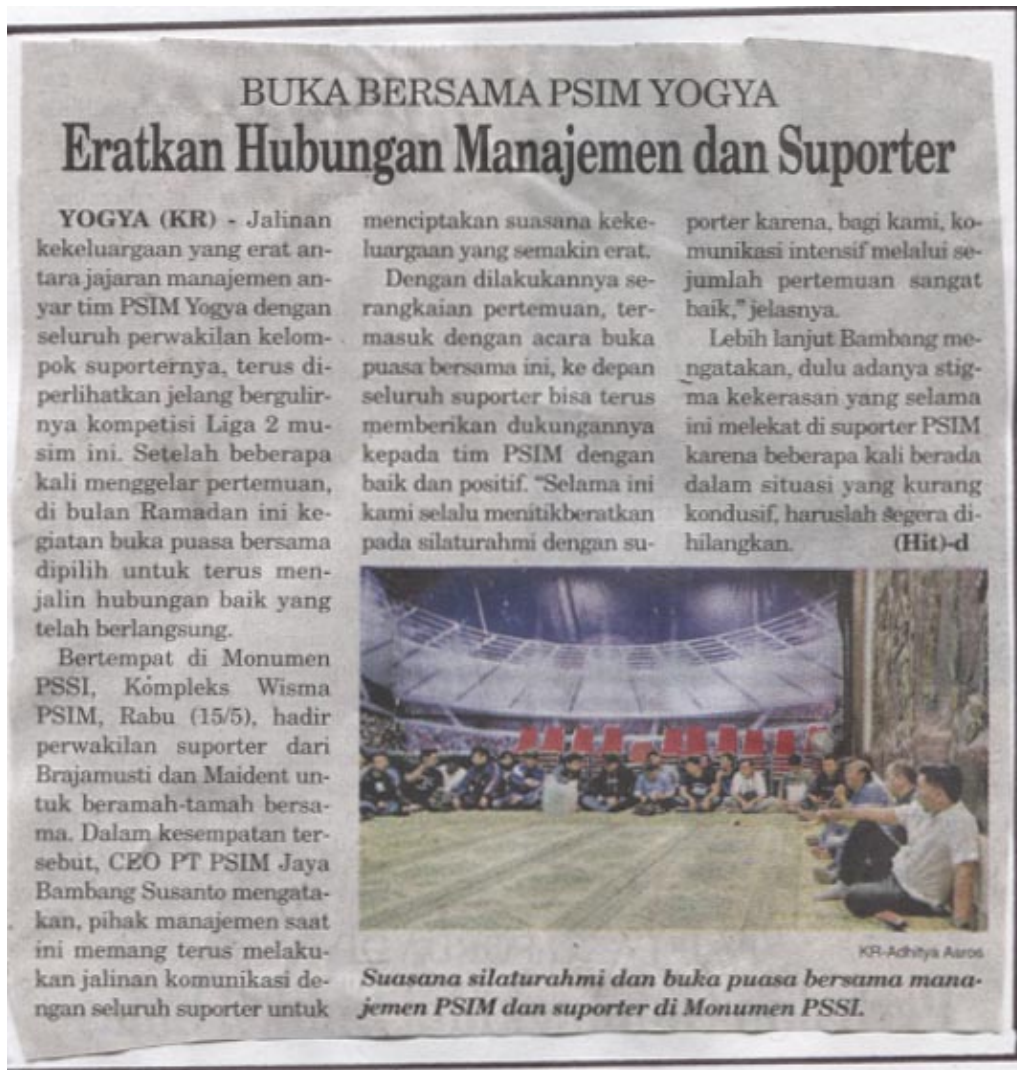 BUKA BERSAMA PSIM YOGYA
Eratkan Hubungan Manajemen dan Suporter
YOGYA (KR) - Jalinan
kekeluargaan yang erat an-
tara jajaran manajemen an-
yar tim PSIM Yogya dengan
seluruh perwakilan kelom-
pok suporternya, terus di-
perlihatkan jelang bergulir-
nya kompetisi Liga 2 mu-
sim ini. Setelah beberapa
kali menggelar pertemuan,
di bulan Ramadan ini ke-
giatan buka puasa bersama
dipilih untuk terus men-
jalin hubungan baik yang
telah berlangsung.
Bertempat di Monumen
PSSI, Kompleks Wisma
PSIM, Rabu (15/5), hadir
perwakilan suporter dari
Brajamusti dan Maident un-
tuk beramah-tamah bersa-
ma. Dalam kesempatan ter-
sebut, CEO PT PSIM Jaya
Bambang Susanto mengata-
kan, pihak manajemen saat
ini memang terus melaku-
kan jalinan komunikasi de-
ngan seluruh suporter untuk
menciptakan suasana keke-
luargaan yang semakin erat.
Dengan dilakukannya se-
rangkaian pertemuan, ter-
masuk dengan acara buka
puasa bersama ini, ke depan
seluruh suporter bisa terus
memberikan dukungannya
kepada tim PSIM dengan
baik dan positif. "Selama ini
kami selalu menitikberatkan
pada silaturahmi dengan su-
porter karena, bagi kami, ko-
munikasi intensif melalui se-
jumlah pertemuan sangat
baik," jelasnya.
Lebih lanjut Bambang me-
ngatakan, dulu adanya stig-
ma kekerasan yang selama
ini melekat di suporter PSIM
karena beberapa kali berada
dalam situasi yang kurang
kondusif, haruslah segera di-
hilangkan. (Hit)-d
KR-Adhitya Asros
Suasana silaturahmi dan buka puasa bersama mana-
jemen PSIM dan suporter di Monumen PSSI.